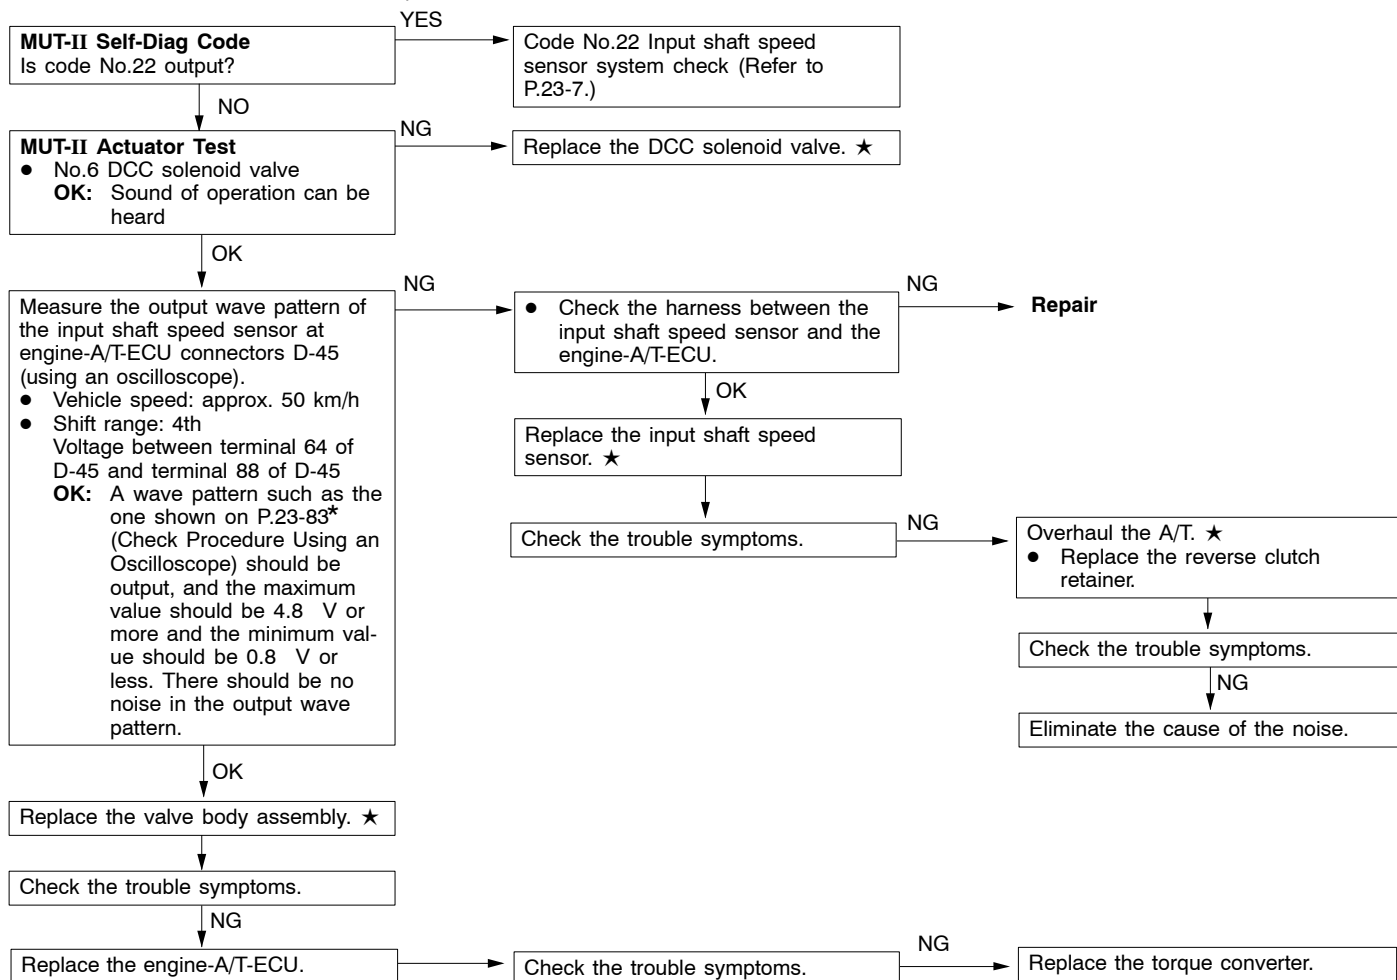 MUT-II Self-Diag Code
Is code No.22 output?
YES
Code No.22 Input shaft speed
sensor system check (Refer to
P.23-7.)
NO
MUT-II Actuator Test
● No.6 DCC solenoid valve
OK: Sound of operation can be
heard
NG
Replace the DCC solenoid valve. ★
OK
Measure the output wave pattern of
the input shaft speed sensor at
engine-A/T-ECU connectors D-45
(using an oscilloscope).
● Vehicle speed: approx. 50 km/h
● Shift range: 4th
Voltage between terminal 64 of
D-45 and terminal 88 of D-45
OK: A wave pattern such as the
one shown on P.23-83*
(Check Procedure Using an
Oscilloscope) should be
output, and the maximum
value should be 4.8 V or
more and the minimum val-
ue should be 0.8 V or
less. There should be no
noise in the output wave
pattern.
NG
● Check the harness between the
input shaft speed sensor and the
engine-A/T-ECU.
NG
Repair
OK
Replace the input shaft speed
sensor. ★
Check the trouble symptoms.
NG
Overhaul the A/T. ★
● Replace the reverse clutch
retainer.
Check the trouble symptoms.
NG
Eliminate the cause of the noise.
OK
Replace the valve body assembly. ★
Check the trouble symptoms.
NG
Replace the engine-A/T-ECU.
Check the trouble symptoms.
NG
Replace the torque converter.